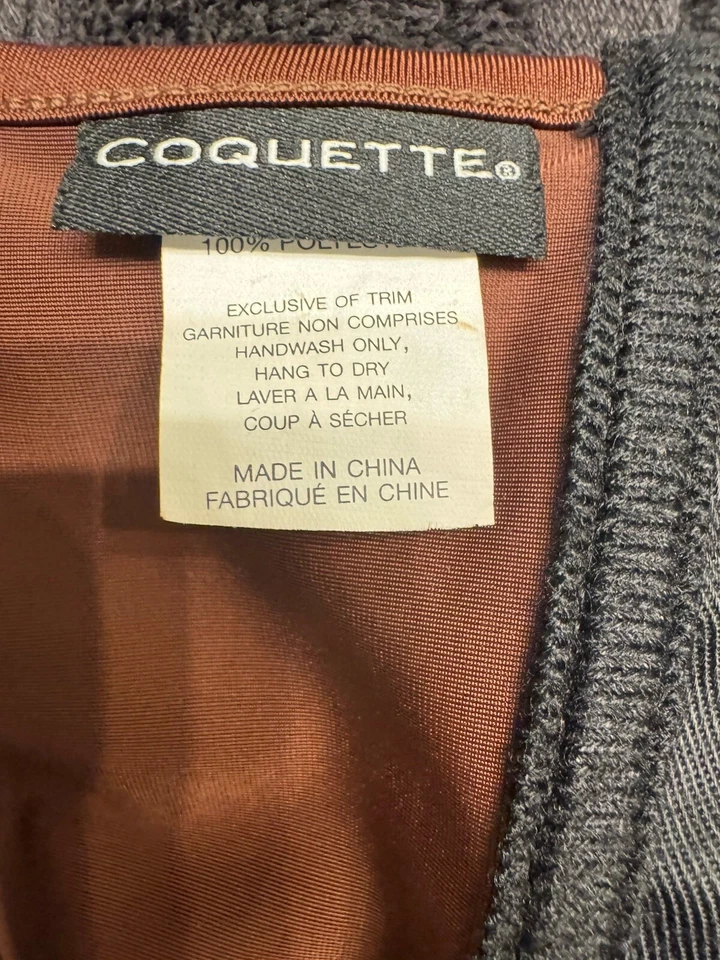 COQUETTE®
100%
EXCLUSIVE OF TRIM
GARNITURE NON COMPRISES
HANDWASH ONLY,
HANG TO DRY
LAVER A LA MAIN,
COUP À SÉCHER
MADE IN CHINA
FABRIQUÉ EN CHINE